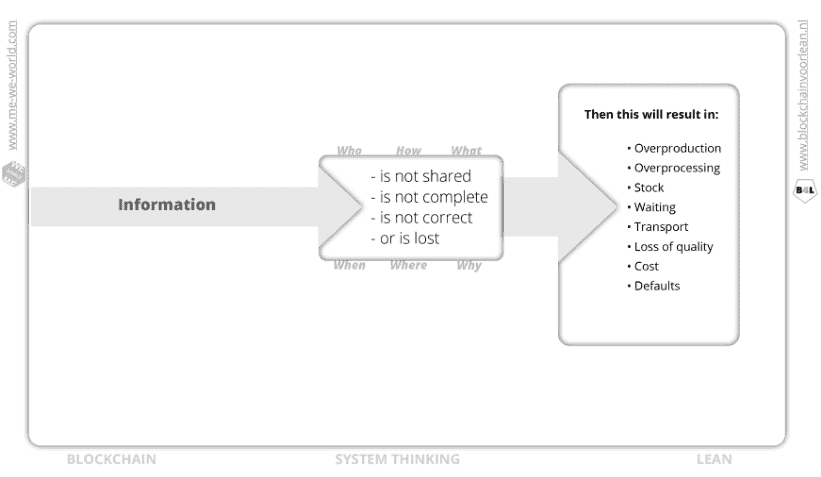 www.me-we-world.com
www.blockchainvoorlean.nl
Then this will result in:
• Overproduction
• Overprocessing
• Stock
• Waiting
• Transport
• Loss of quality
• Cost
• Defaults
Who How What
- is not shared
- is not complete
- is not correct
- or is lost
When Where Why
Information
B4L
BLOCKCHAIN SYSTEM THINKING LEAN